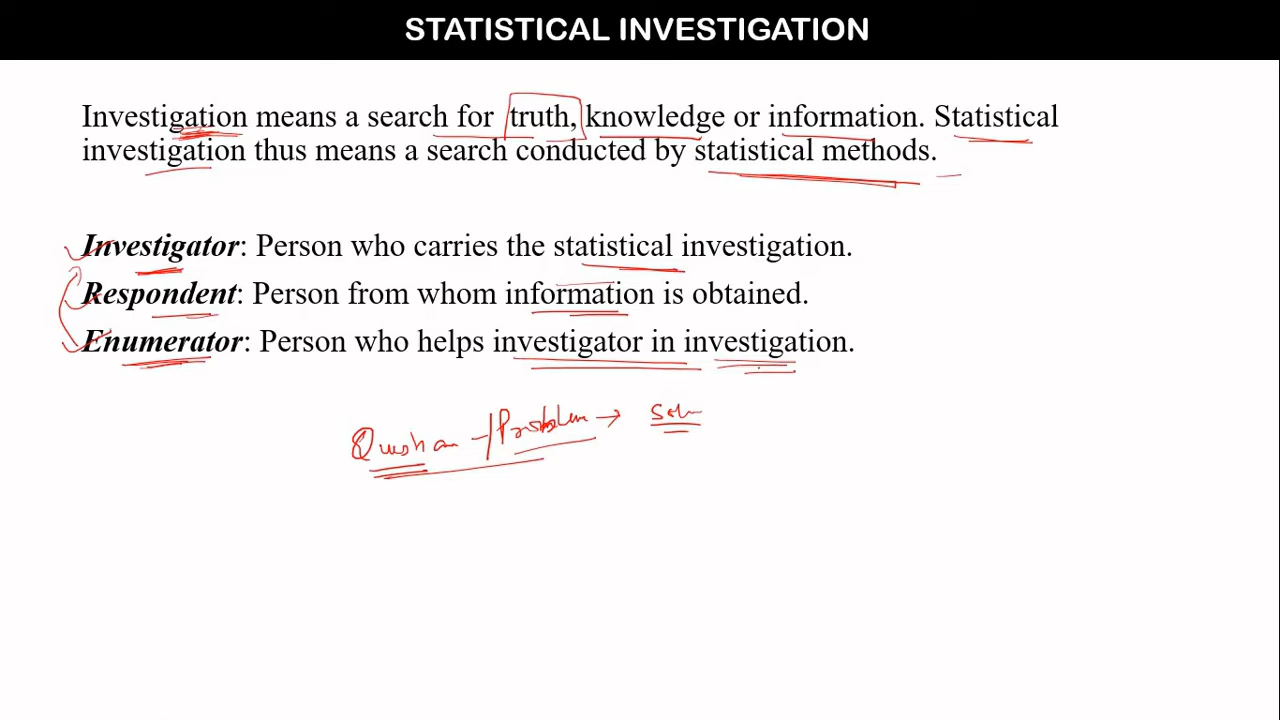 STATISTICAL INVESTIGATION
Investigation means a search for truth, knowledge or information. Statistical
investigation thus means a search conducted by statistical methods.
Investigator: Person who carries the statistical investigation.
Respondent: Person from whom information is obtained.
Enumerator: Person who helps investigator in investigation.
Question / Problem → Soln